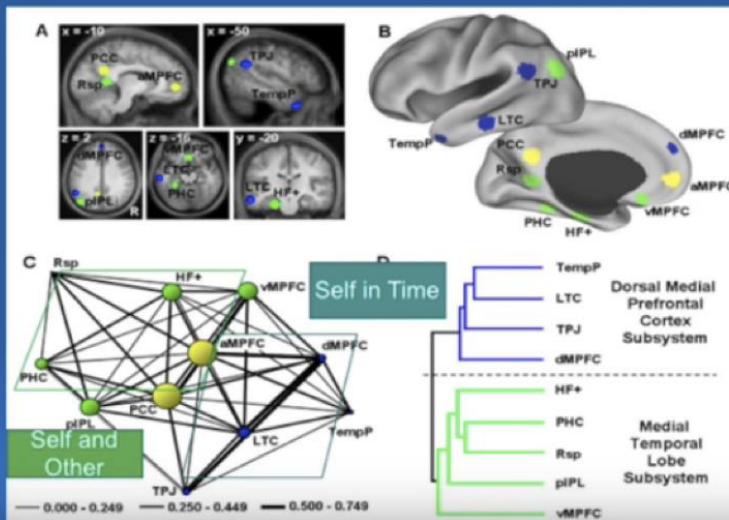 A
x = -10
x = -50
PCC
aMPFC
Rsp
TPJ
TempP
z = 2
z = -16
y = -20
dMPFC
vMPFC
LTC
LTC
HF+
PHC
pIPL
R
B
pIPL
TPJ
LTC
TempP
dMPFC
PCC
Rsp
aMPFC
vMPFC
PHC
HF+
C
Rsp
HF+
vMPFC
aMPFC
dMPFC
PHC
pIPL
PCC
LTC
TempP
TPJ
Self in Time
Self and
Other
0.000 - 0.249
0.250 - 0.449
0.500 - 0.749
D
TempP
LTC
TPJ
dMPFC
Dorsal Medial
Prefrontal
Cortex
Subsystem
HF+
PHC
Rsp
pIPL
vMPFC
Medial
Temporal
Lobe
Subsystem